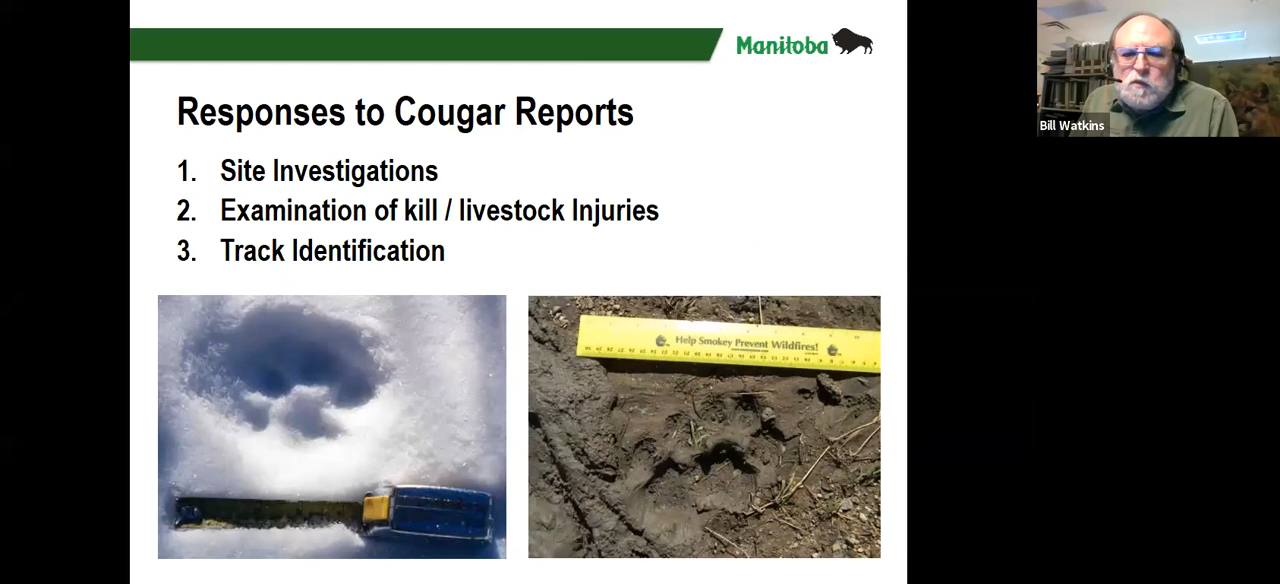 Manitoba
Responses to Cougar Reports
1. Site Investigations
2. Examination of kill / livestock Injuries
3. Track Identification
Help Smokey Prevent Wildfires!
Bill Watkins